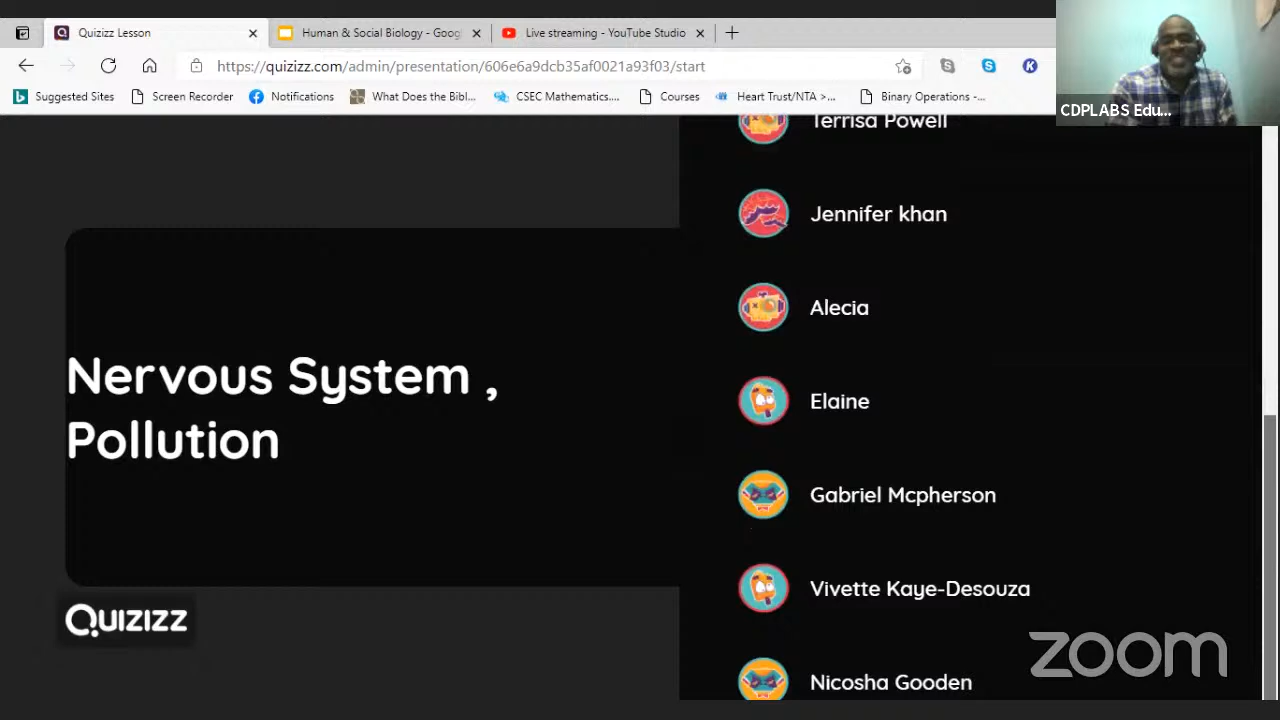 Quizizz Lesson
Human & Social Biology - Goog
Live streaming - YouTube Studio
https://quizizz.com/admin/presentation/606e6a9dcb35af0021a93f03/start
Suggested Sites
Screen Recorder
Notifications
What Does the Bibl...
CSEC Mathematics....
Courses
Heart Trust/NTA >...
Binary Operations -...
CDPLABS Edu...
Terrisa Powell
Jennifer khan
Alecia
Elaine
Gabriel Mcpherson
Vivette Kaye-Desouza
Nicosha Gooden
Nervous System ,
Pollution
QUIZIZZ
zoom